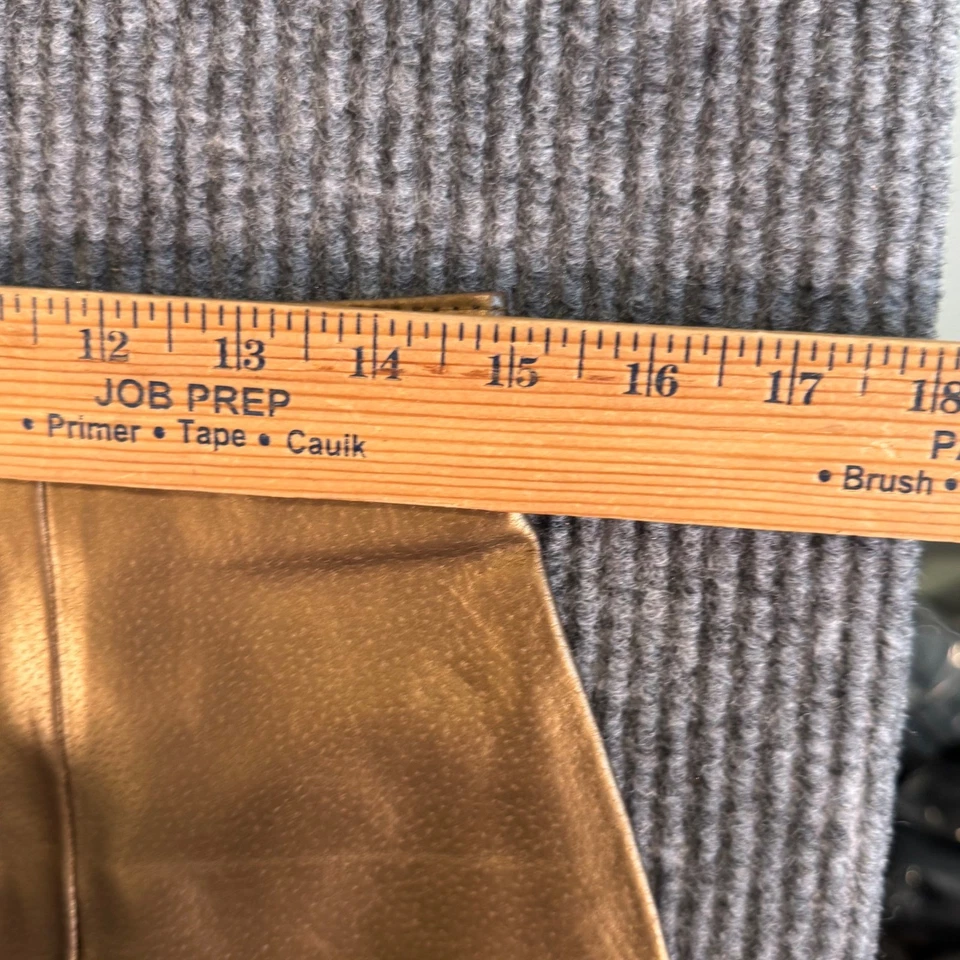 12 13 14 15 16 17 18
JOB PREP
• Primer • Tape • Cauik
P
• Brush •